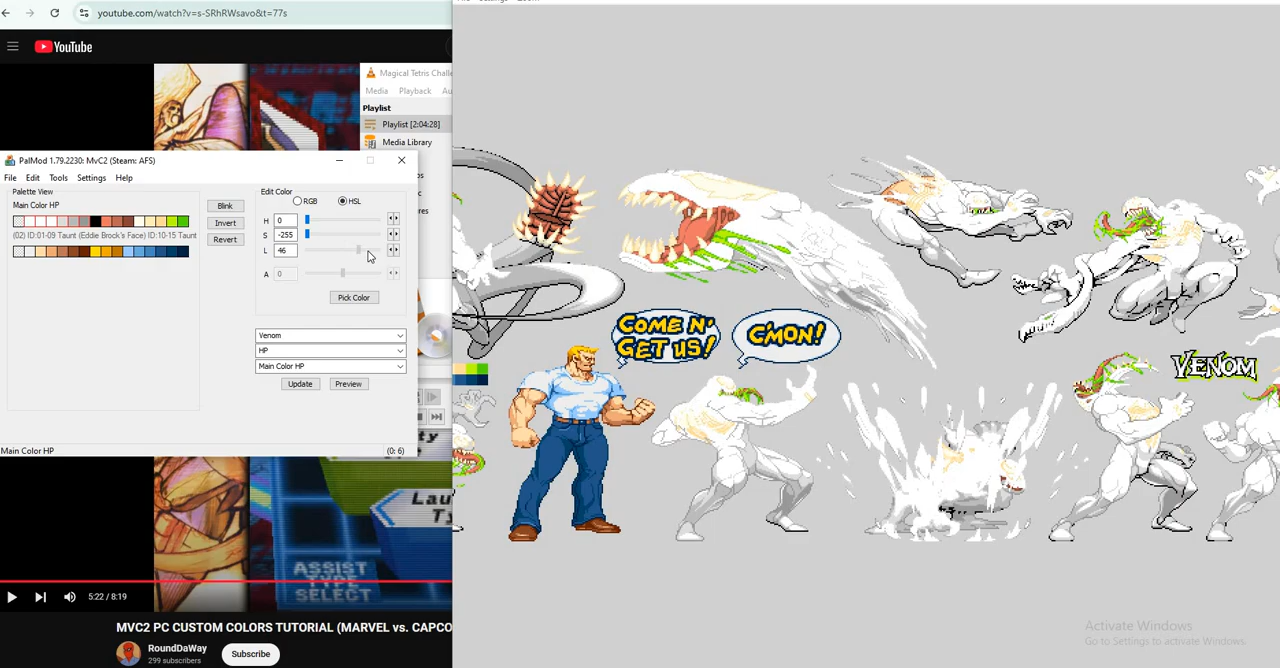 youtube.com/watch?v=s-SRhRWsavo&t=77s
YouTube
Magical Tetris Chall
Media Playback Au
Playlist
Playlist [2:04:28]
Media Library
PalMod 1.79.2230: MvC2 (Steam: AFS)
File Edit Tools Settings Help
Palette View
Main Color HP
(02) ID:01-09 Taunt (Eddie Brock's Face) ID:10-15 Taunt
Blink
Invert
Revert
Edit Color
RGB HSL
H 0
S -255
L 46
A 0
Pick Color
Venom
HP
Main Color HP
Update Preview
Main Color HP (0: 6)
COME N'
GET US!
C'MON!
VENOM
ASSIST
TYPE
SELECT
5:22 / 8:19
MVC2 PC CUSTOM COLORS TUTORIAL (MARVEL vs. CAPCO
RoundDaWay
299 subscribers
Subscribe
Activate Windows
Go to Settings to activate Windows.